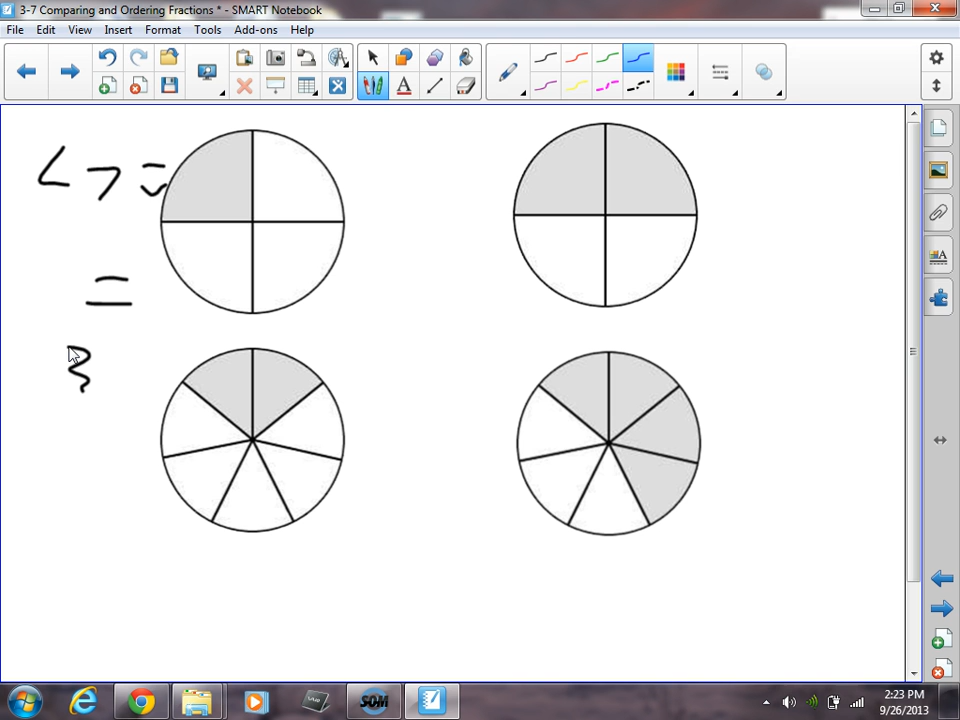 3-7 Comparing and Ordering Fractions * - SMART Notebook
File Edit View Insert Format Tools Add-ons Help
< > =
=
2:23 PM
9/26/2013